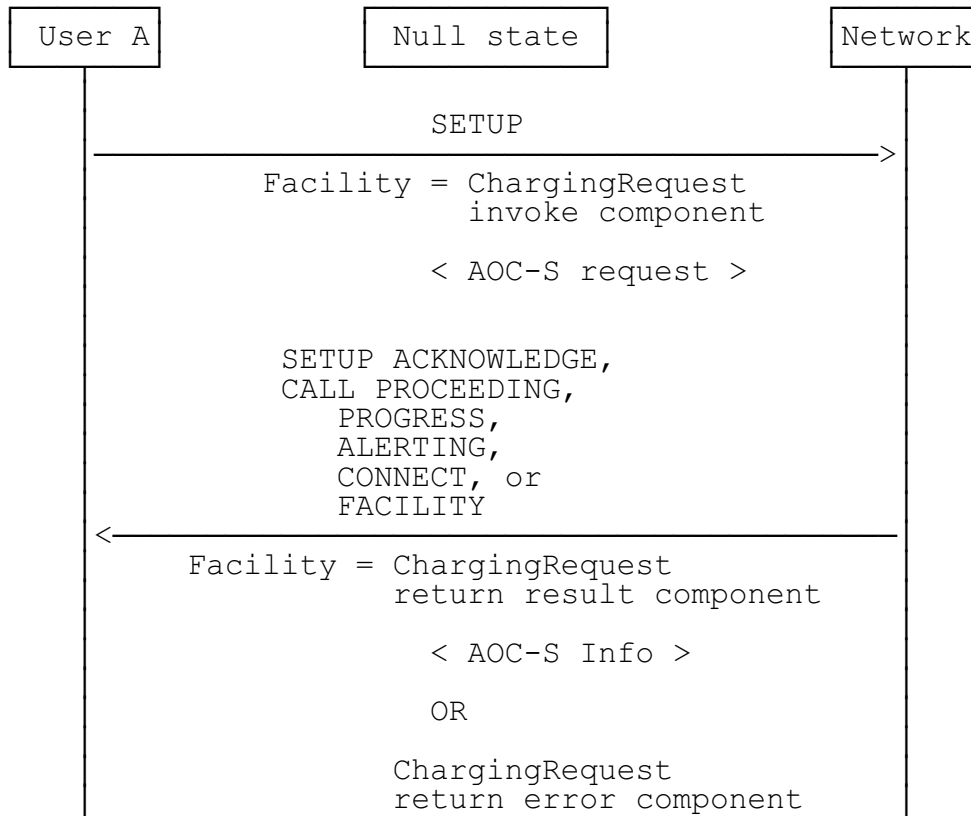 User A Null state Network
SETUP
>
Facility = ChargingRequest
invoke component
< AOC-S request >
SETUP ACKNOWLEDGE,
CALL PROCEEDING,
PROGRESS,
ALERTING,
CONNECT, or
FACILITY
<
Facility = ChargingRequest
return result component
< AOC-S Info >
OR
ChargingRequest
return error component